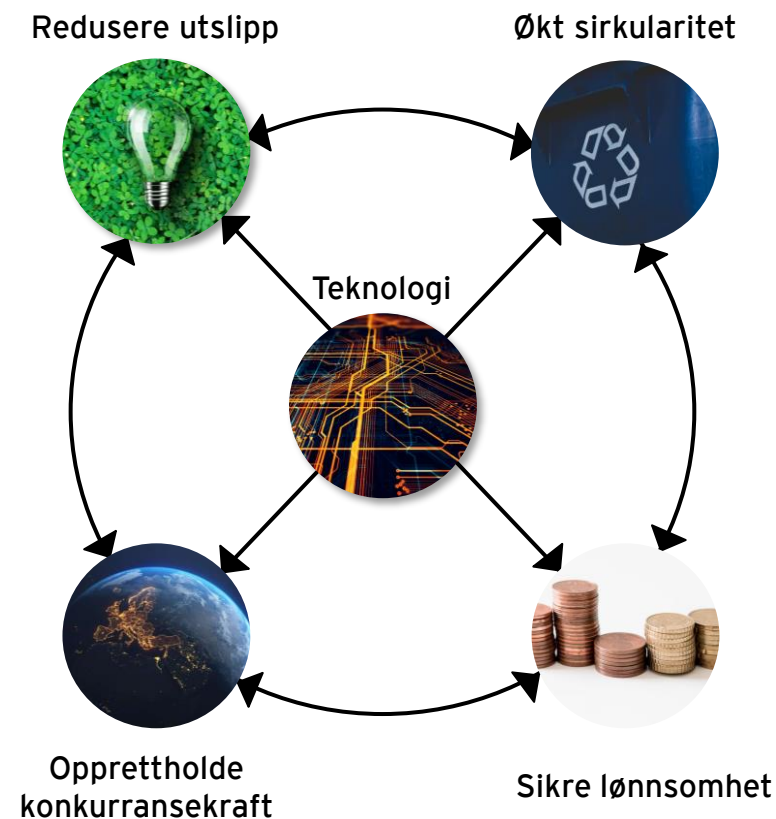 Redusere utslipp
Økt sirkularitet
Teknologi
Opprettholde
konkurransekraft
Sikre lønnsomhet